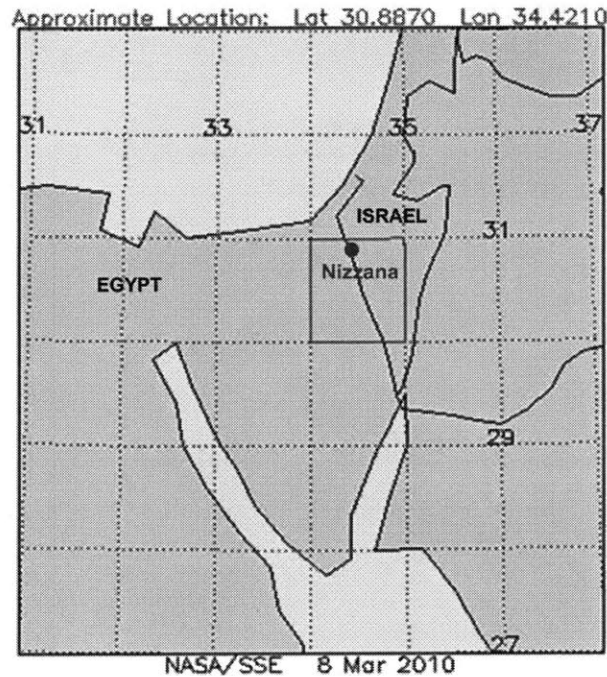 Approximate Location: Lat 30.8870 Lon 34.4210
31 33 35 37
ISRAEL
31
Nizzana
EGYPT
29
27
NASA/SSE 8 Mar 2010